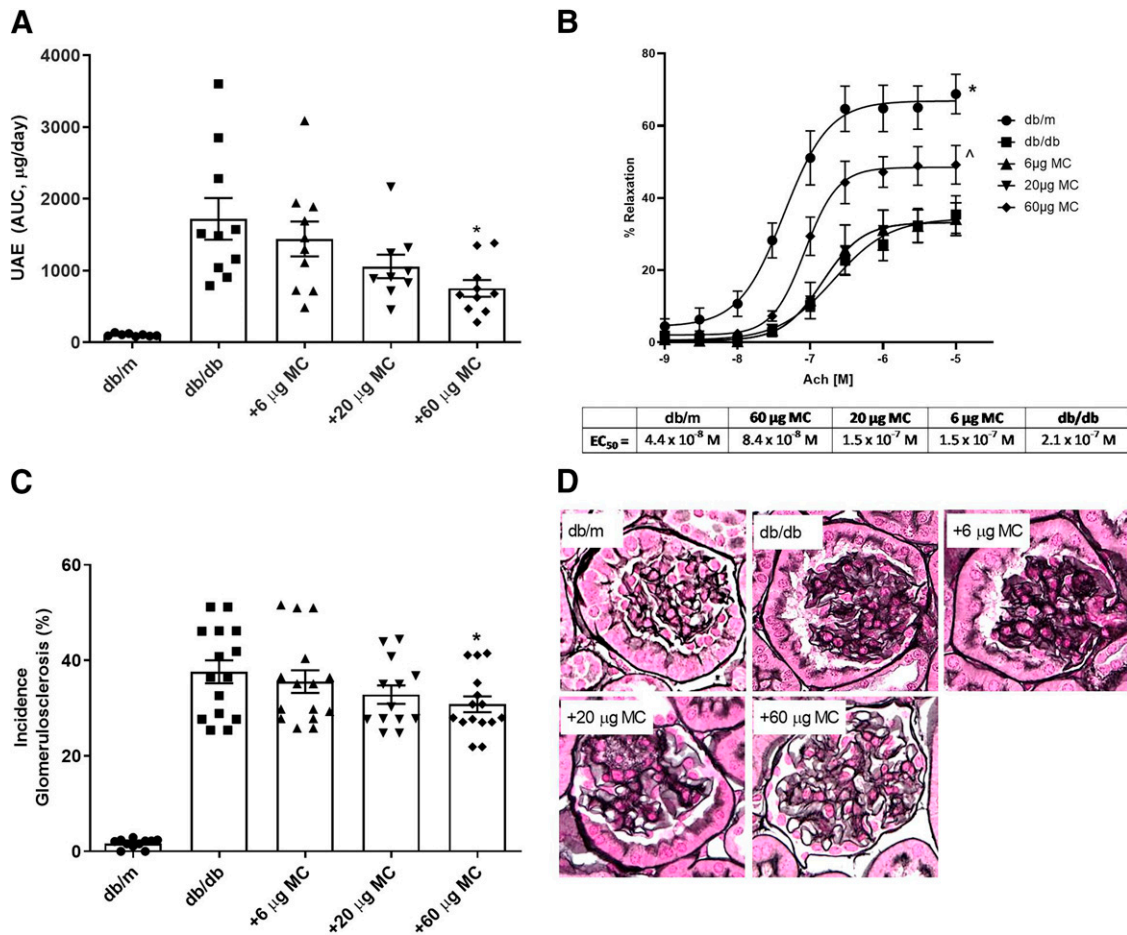 A
UAE (AUC, µg/day)
4000
3000
2000
1000
0
*
db/m
db/db
+6 µg MC
+20 µg MC
+60 µg MC
B
% Relaxation
80
60
40
20
0
-9
-8
-7
-6
-5
Ach [M]
*
^
db/m
db/db
6µg MC
20µg MC
60µg MC
db/m 60 µg MC 20 µg MC 6 µg MC db/db
EC₅₀ = 4.4 x 10⁻⁸ M 8.4 x 10⁻⁸ M 1.5 x 10⁻⁷ M 1.5 x 10⁻⁷ M 2.1 x 10⁻⁷ M
C
Incidence
Glomerulosclerosis (%)
60
40
20
0
*
db/m
db/db
+6 µg MC
+20 µg MC
+60 µg MC
D
db/m
db/db
+6 µg MC
+20 µg MC
+60 µg MC